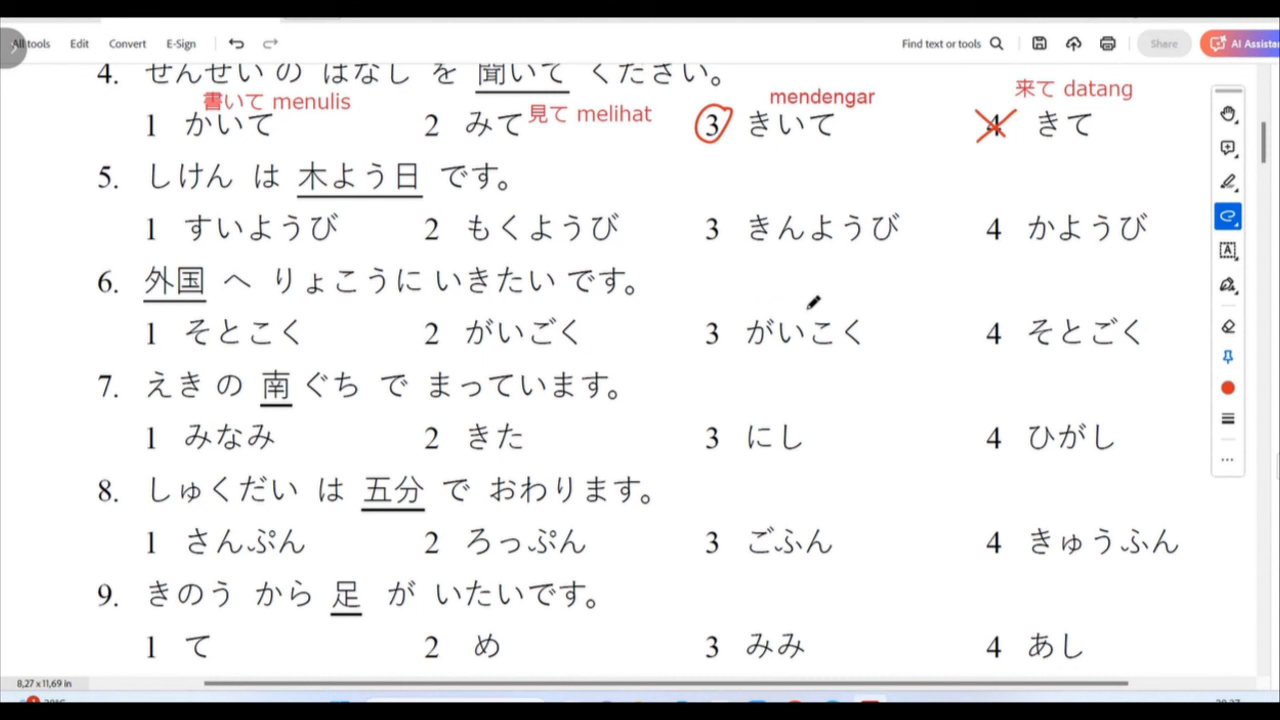 All tools Edit Convert E-Sign Find text or tools Share AI Assista
4. せんせい の はなし を 聞いて ください。
書いて menulis 見て melihat mendengar 来て datang
1 かいて 2 みて 3 きいて 4 きて
5. しけん は 木よう日 です。
1 すいようび 2 もくようび 3 きんようび 4 かようび
6. 外国 へ りょこうに いきたい です。
1 そとこく 2 がいごく 3 がいこく 4 そとごく
7. えき の 南 ぐち で まっています。
1 みなみ 2 きた 3 にし 4 ひがし
8. しゅくだい は 五分 で おわります。
1 さんぷん 2 ろっぷん 3 ごふん 4 きゅうふん
9. きのう から 足 が いたいです。
1 て 2 め 3 みみ 4 あし
8,27 x 11,69 in